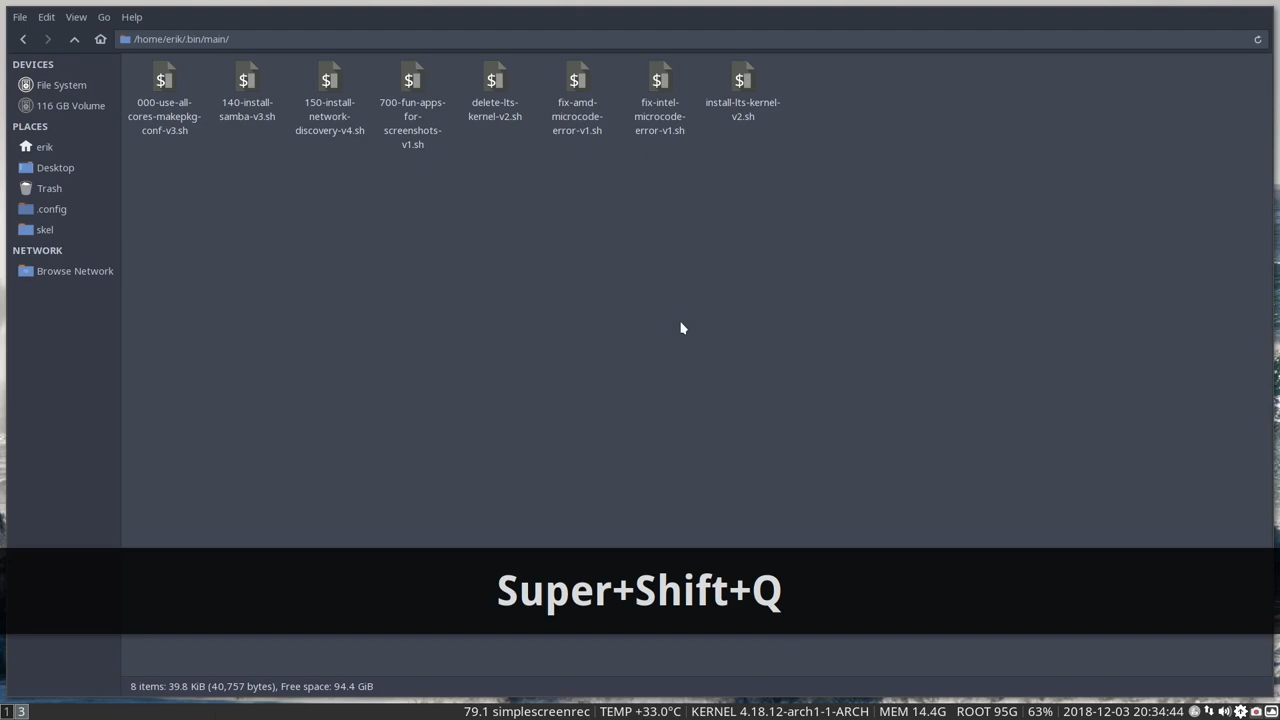 File Edit View Go Help
/home/erik/.bin/main/
DEVICES
File System
116 GB Volume
PLACES
erik
Desktop
Trash
.config
skel
NETWORK
Browse Network
000-use-all-
cores-makepkg-
conf-v3.sh
140-install-
samba-v3.sh
150-install-
network-
discovery-v4.sh
700-fun-apps-
for-
screenshots-
v1.sh
delete-lts-
kernel-v2.sh
fix-amd-
microcode-
error-v1.sh
fix-intel-
microcode-
error-v1.sh
install-lts-kernel-
v2.sh
Super+Shift+Q
8 items: 39.8 KiB (40,757 bytes), Free space: 94.4 GiB
1 3 79.1 simplescreenrec TEMP +33.0°C KERNEL 4.18.12-arch1-1-ARCH MEM 14.4G ROOT 95G 63% 2018-12-03 20:34:44